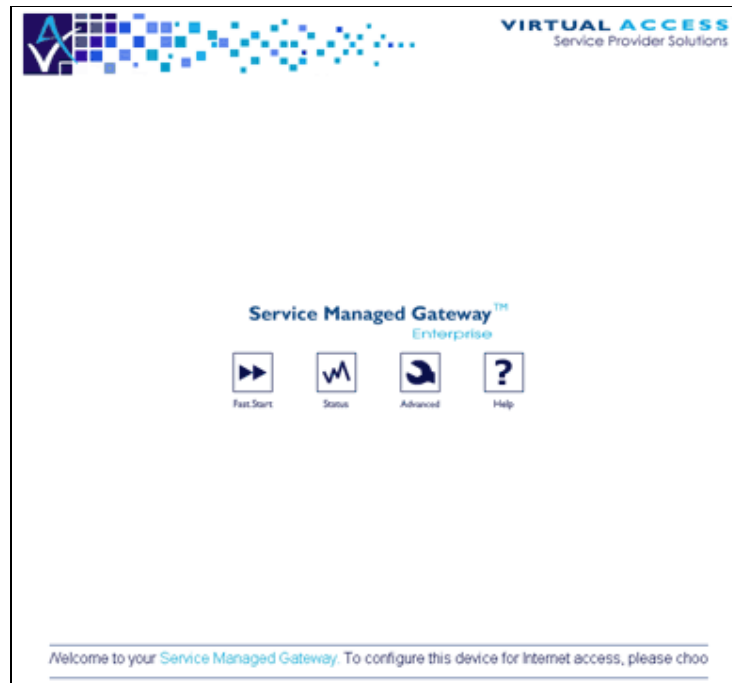 VIRTUAL ACCESS
Service Provider Solutions
Service Managed Gateway™
Enterprise
Fast Start
Status
Advanced
?
Help
Welcome to your Service Managed Gateway. To configure this device for Internet access, please choo